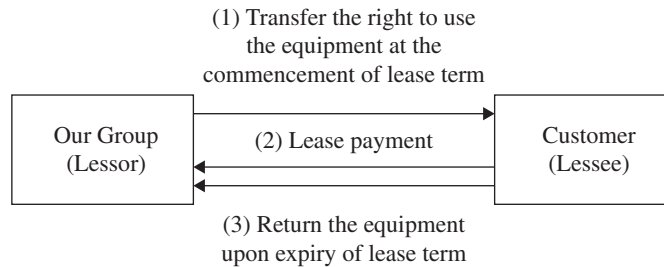 (1) Transfer the right to use
the equipment at the
commencement of lease term
Our Group
(Lessor)
(2) Lease payment
Customer
(Lessee)
(3) Return the equipment
upon expiry of lease term